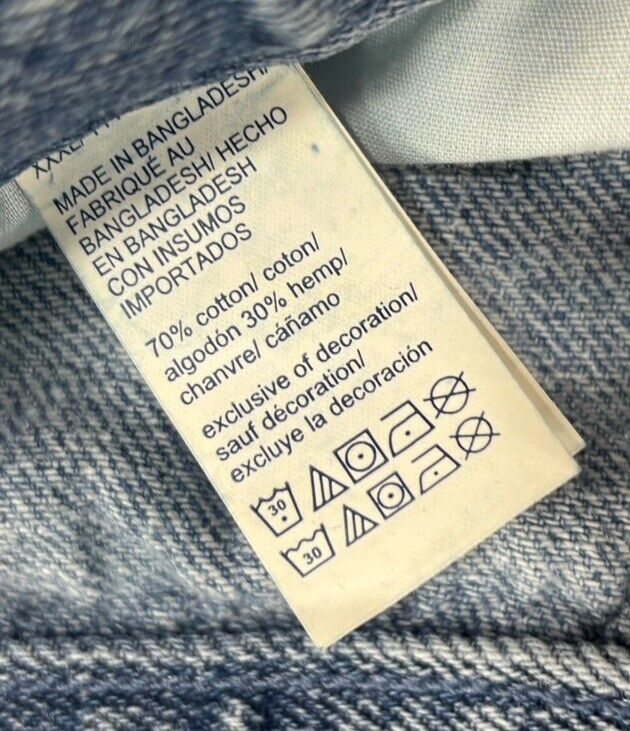 MADE IN BANGLADESH/
FABRIQUÉ AU
BANGLADESH/ HECHO
EN BANGLADESH
CON INSUMOS
IMPORTADOS
70% cotton/ coton/
algodón 30% hemp/
chanvre/ cáñamo
exclusive of decoration/
sauf décoration/
excluye la decoración
30
30